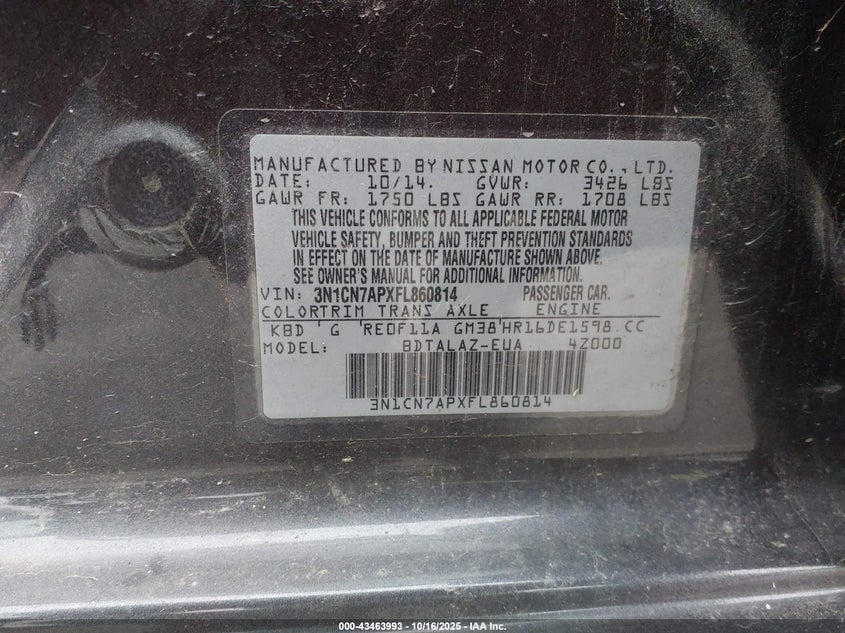 MANUFACTURED BY NISSAN MOTOR CO., LTD.
DATE: 10/14. GVWR: 3426 LBS
GAWR FR: 1750 LBS GAWR RR: 1708 LBS
THIS VEHICLE CONFORMS TO ALL APPLICABLE FEDERAL MOTOR
VEHICLE SAFETY, BUMPER AND THEFT PREVENTION STANDARDS
IN EFFECT ON THE DATE OF MANUFACTURE SHOWN ABOVE.
SEE OWNER'S MANUAL FOR ADDITIONAL INFORMATION.
VIN: 3N1CN7APXFL860814 PASSENGER CAR.
COLORTRIM TRANS AXLE ENGINE
KBD ' G 'RE0F11A GM38'HR16DE1598.CC
MODEL: BDTALAZ-EUA 4Z000
3N1CN7APXFL860814
000-43463993 - 10/16/2025 - IAA Inc.